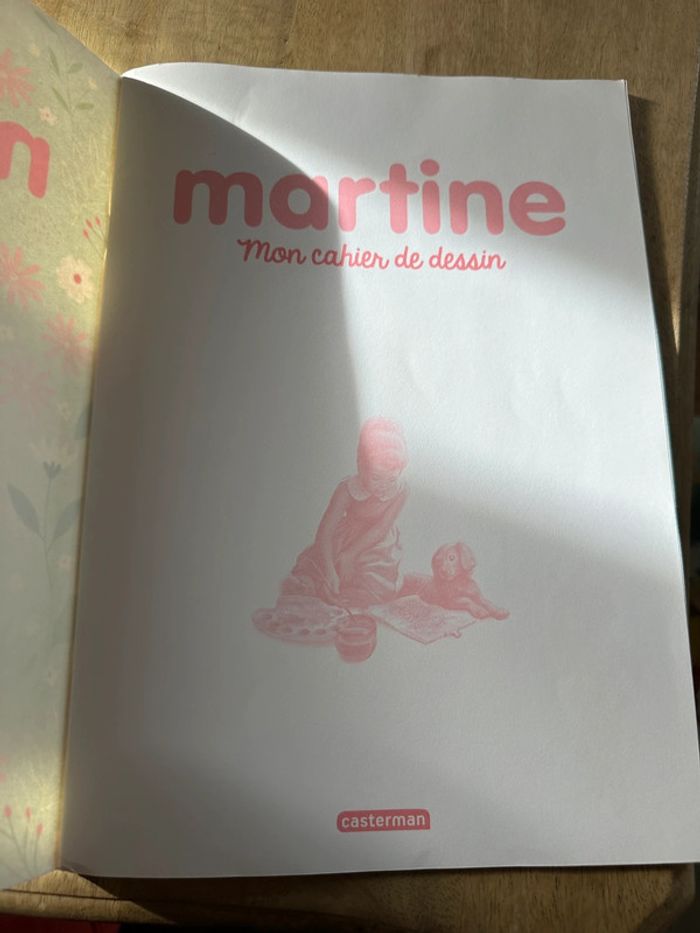 n
martine
Mon cahier de dessin
casterman